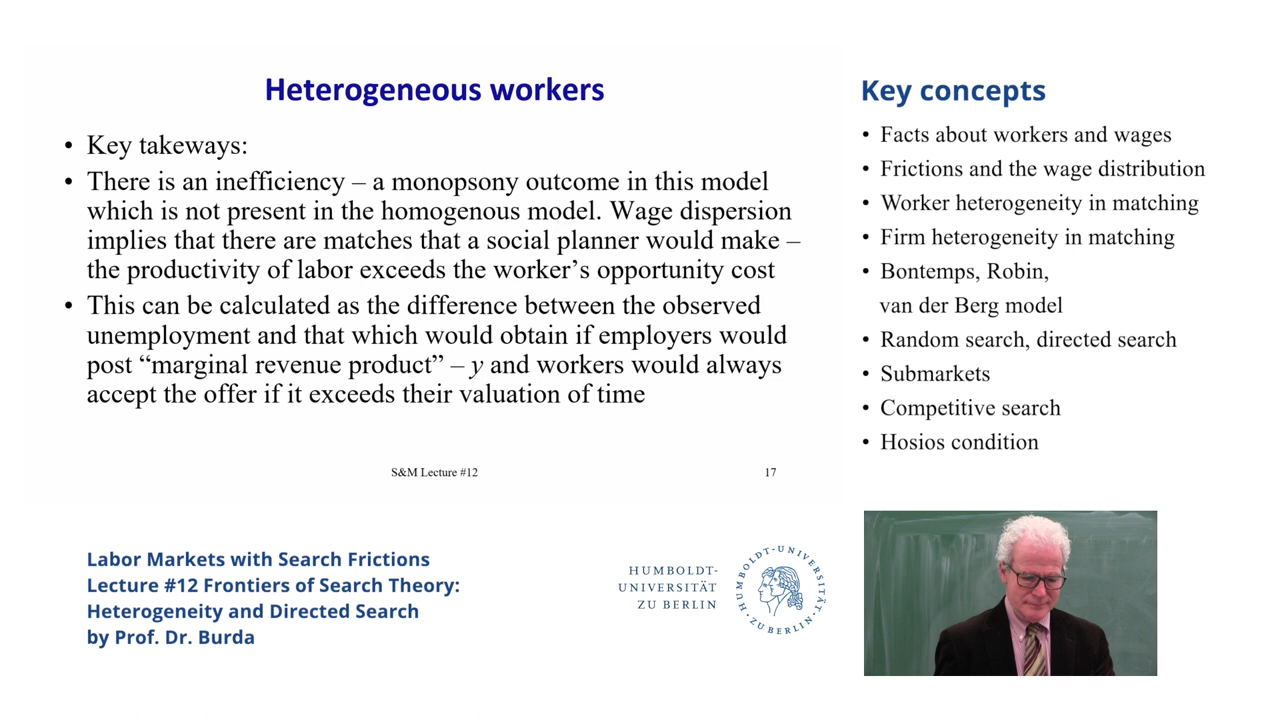 Heterogeneous workers
• Key takeways:
• There is an inefficiency – a monopsony outcome in this model
which is not present in the homogenous model. Wage dispersion
implies that there are matches that a social planner would make –
the productivity of labor exceeds the worker's opportunity cost
• This can be calculated as the difference between the observed
unemployment and that which would obtain if employers would
post “marginal revenue product” – y and workers would always
accept the offer if it exceeds their valuation of time
S&M Lecture #12
17
Key concepts
• Facts about workers and wages
• Frictions and the wage distribution
• Worker heterogeneity in matching
• Firm heterogeneity in matching
• Bontemps, Robin,
van der Berg model
• Random search, directed search
• Submarkets
• Competitive search
• Hosios condition
Labor Markets with Search Frictions
Lecture #12 Frontiers of Search Theory:
Heterogeneity and Directed Search
by Prof. Dr. Burda
HUMBOLDT-
UNIVERSITÄT
ZU BERLIN
HUMBOLDT-UNIVERSITÄT
·ZU BERLIN·